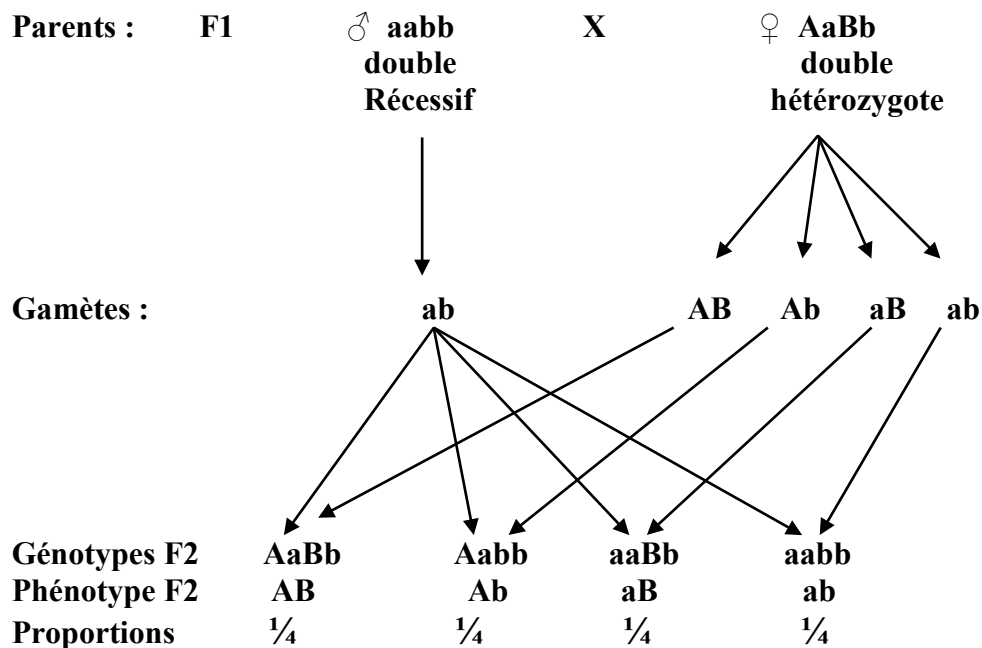 Parents : F1 ♂ aabb X ♀ AaBb
double double
Récessif hétérozygote
Gamètes : ab AB Ab aB ab
Génotypes F2 AaBb Aabb aaBb aabb
Phénotype F2 AB Ab aB ab
Proportions ¼ ¼ ¼ ¼